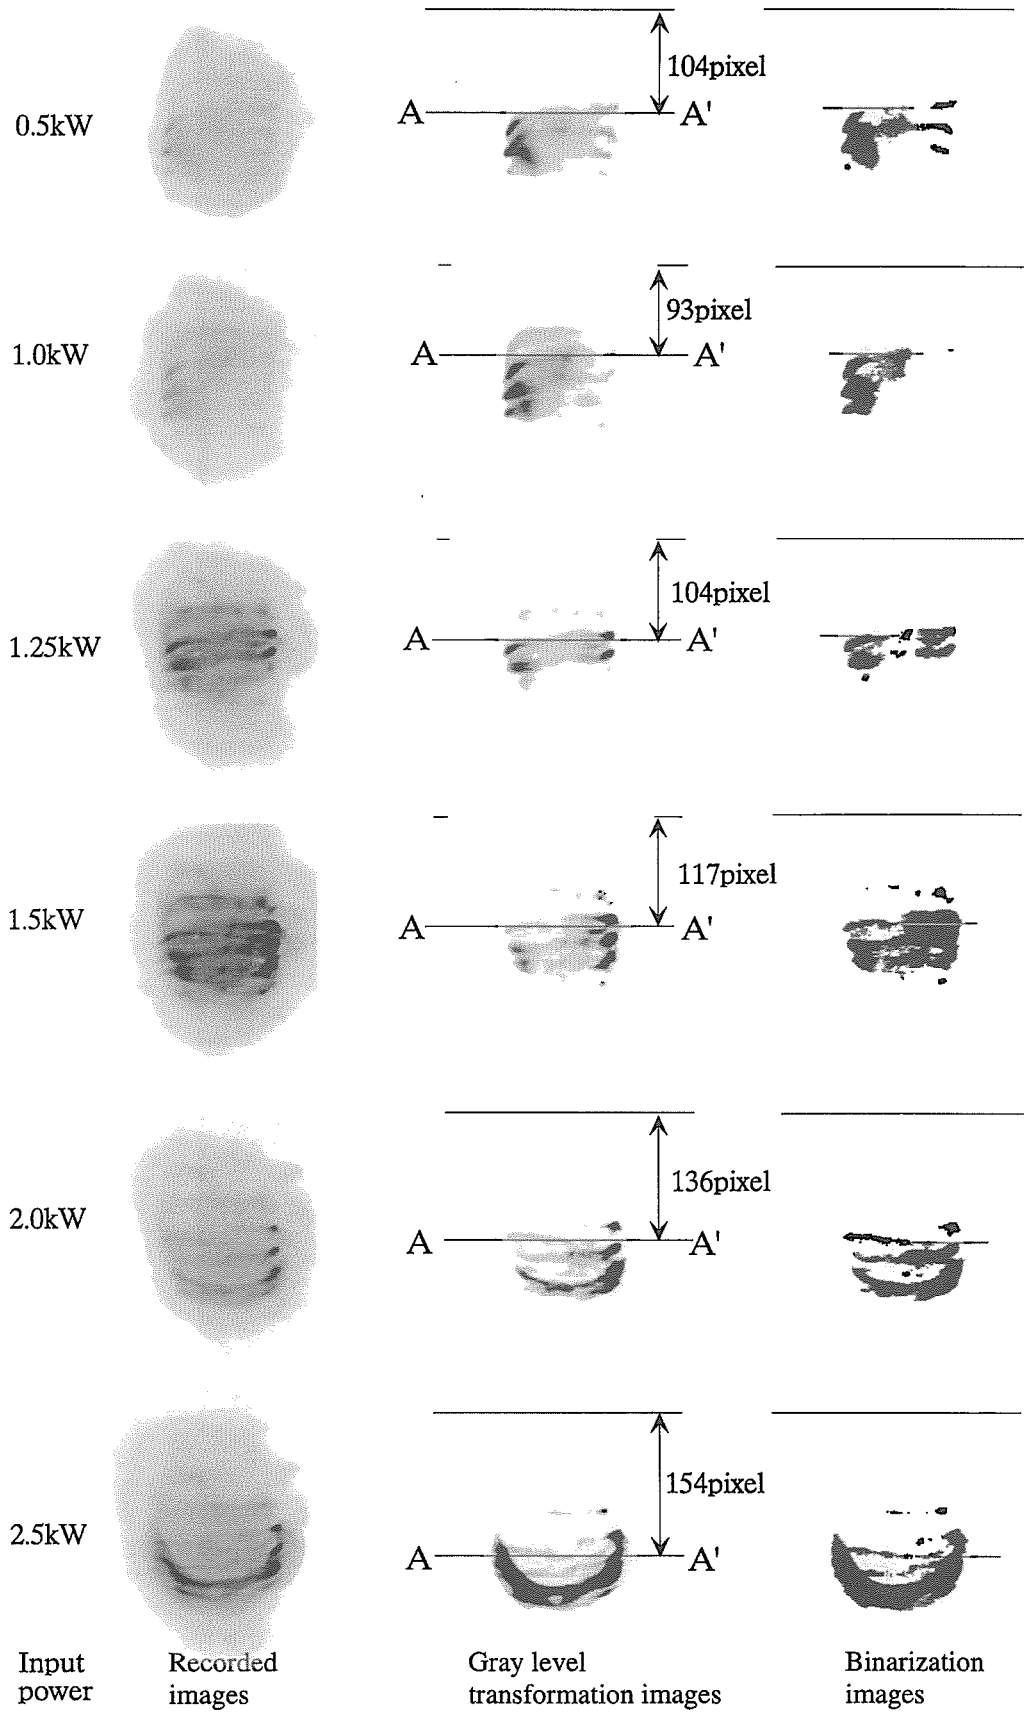 104pixel
0.5kW
A A'
93pixel
1.0kW
A A'
104pixel
1.25kW
A A'
117pixel
1.5kW
A A'
136pixel
2.0kW
A A'
154pixel
2.5kW
A A'
Input
power
Recorded
images
Gray level
transformation images
Binarization
images